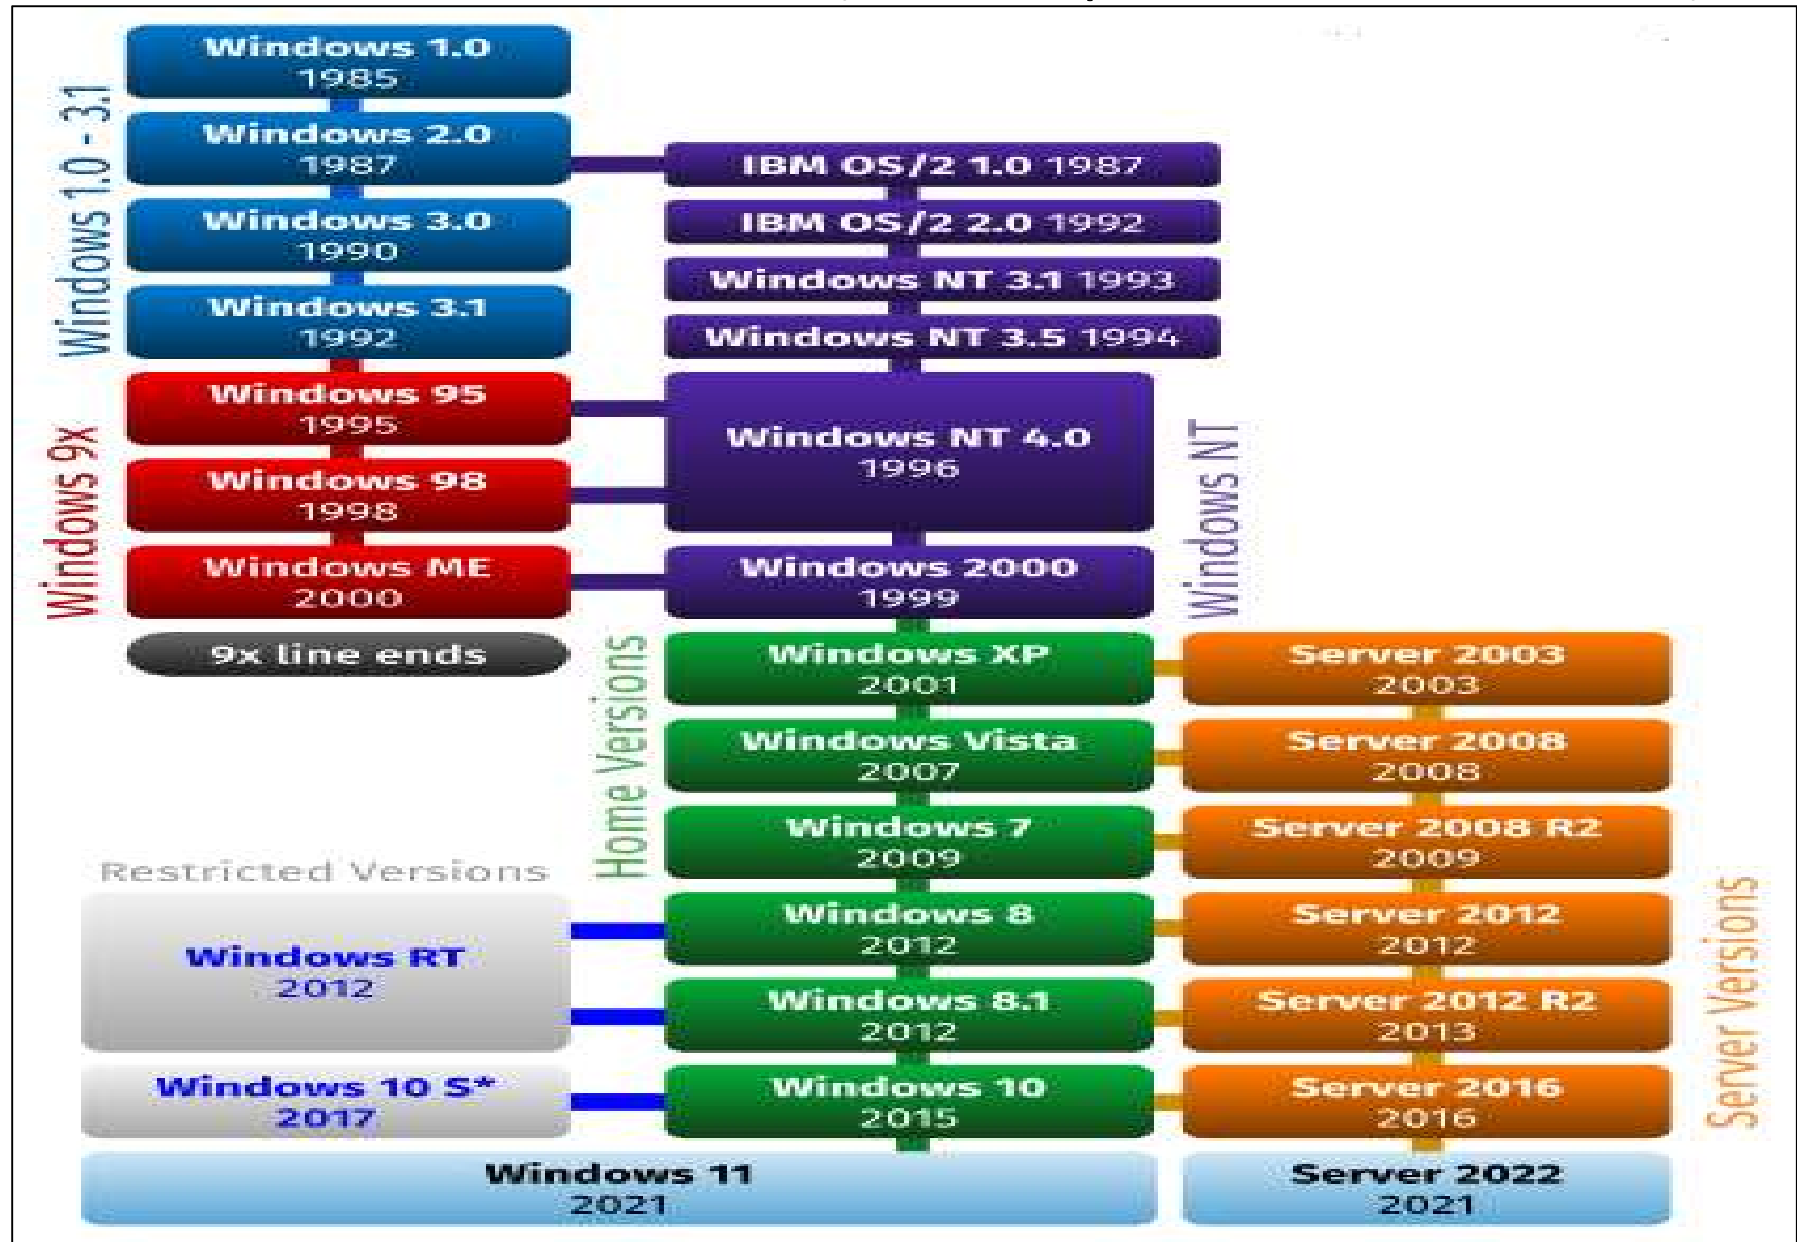 Windows 1.0 - 3.1
Windows 1.0
1985
Windows 2.0
1987
Windows 3.0
1990
Windows 3.1
1992
IBM OS/2 1.0 1987
IBM OS/2 2.0 1992
Windows NT 3.1 1993
Windows NT 3.5 1994
Windows 9x
Windows 95
1995
Windows 98
1998
Windows ME
2000
9x line ends
Windows NT 4.0
1996
Windows 2000
1999
Windows NT
Home Versions
Windows XP
2001
Windows Vista
2007
Windows 7
2009
Windows 8
2012
Windows 8.1
2012
Windows 10
2015
Server 2003
2003
Server 2008
2008
Server 2008 R2
2009
Server 2012
2012
Server 2012 R2
2013
Server 2016
2016
Server Versions
Restricted Versions
Windows RT
2012
Windows 10 S*
2017
Windows 11
2021
Server 2022
2021